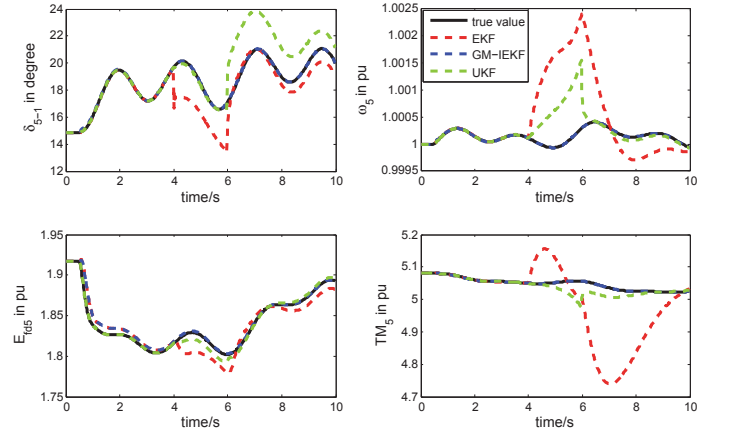 24
22
20
18
16
14
12
δ5−1 in degree
0 2 4 6 8 10
time/s
1.0025
1.002
1.0015
1.001
1.0005
1
0.9995
ω5 in pu
true value
EKF
GM−IEKF
UKF
0 2 4 6 8 10
time/s
1.95
1.9
1.85
1.8
1.75
Efd5 in pu
0 2 4 6 8 10
time/s
5.2
5.1
5
4.9
4.8
4.7
TM5 in pu
0 2 4 6 8 10
time/s